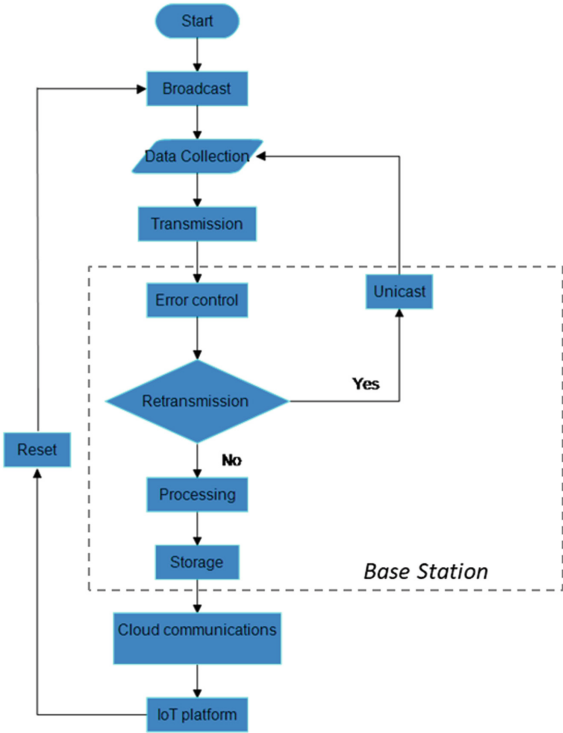 Start
Broadcast
Data Collection
Transmission
Error control
Unicast
Retransmission
Yes
No
Reset
Processing
Storage
Base Station
Cloud communications
IoT platform